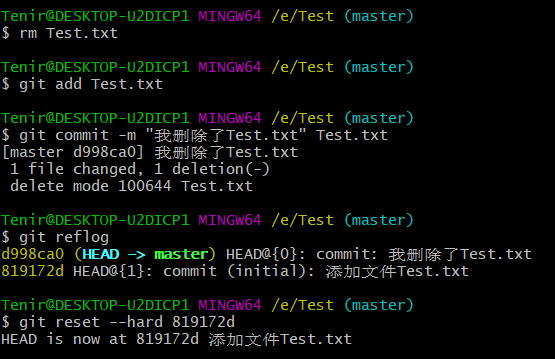 Tenir@DESKTOP-U2DICP1 MINGW64 /e/Test (master)
$ rm Test.txt
Tenir@DESKTOP-U2DICP1 MINGW64 /e/Test (master)
$ git add Test.txt
Tenir@DESKTOP-U2DICP1 MINGW64 /e/Test (master)
$ git commit -m "我删除了Test.txt" Test.txt
[master d998ca0] 我删除了Test.txt
 1 file changed, 1 deletion(-)
 delete mode 100644 Test.txt
Tenir@DESKTOP-U2DICP1 MINGW64 /e/Test (master)
$ git reflog
d998ca0 (HEAD -> master) HEAD@{0}: commit: 我删除了Test.txt
819172d HEAD@{1}: commit (initial): 添加文件Test.txt
Tenir@DESKTOP-U2DICP1 MINGW64 /e/Test (master)
$ git reset --hard 819172d
HEAD is now at 819172d 添加文件Test.txt